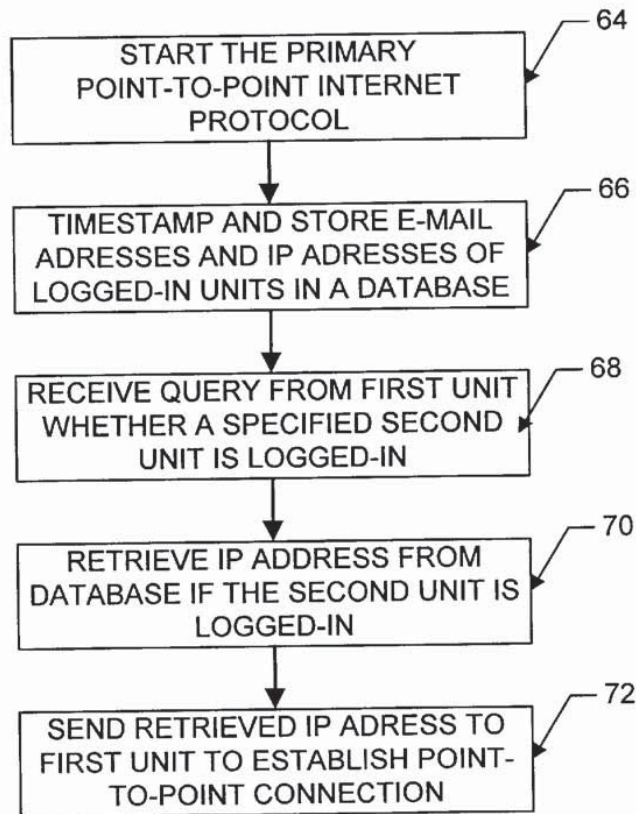 64
START THE PRIMARY
POINT-TO-POINT INTERNET
PROTOCOL
66
TIMESTAMP AND STORE E-MAIL
ADRESSES AND IP ADRESSES OF
LOGGED-IN UNITS IN A DATABASE
68
RECEIVE QUERY FROM FIRST UNIT
WHETHER A SPECIFIED SECOND
UNIT IS LOGGED-IN
70
RETRIEVE IP ADDRESS FROM
DATABASE IF THE SECOND UNIT IS
LOGGED-IN
72
SEND RETRIEVED IP ADRESS TO
FIRST UNIT TO ESTABLISH POINT-
TO-POINT CONNECTION